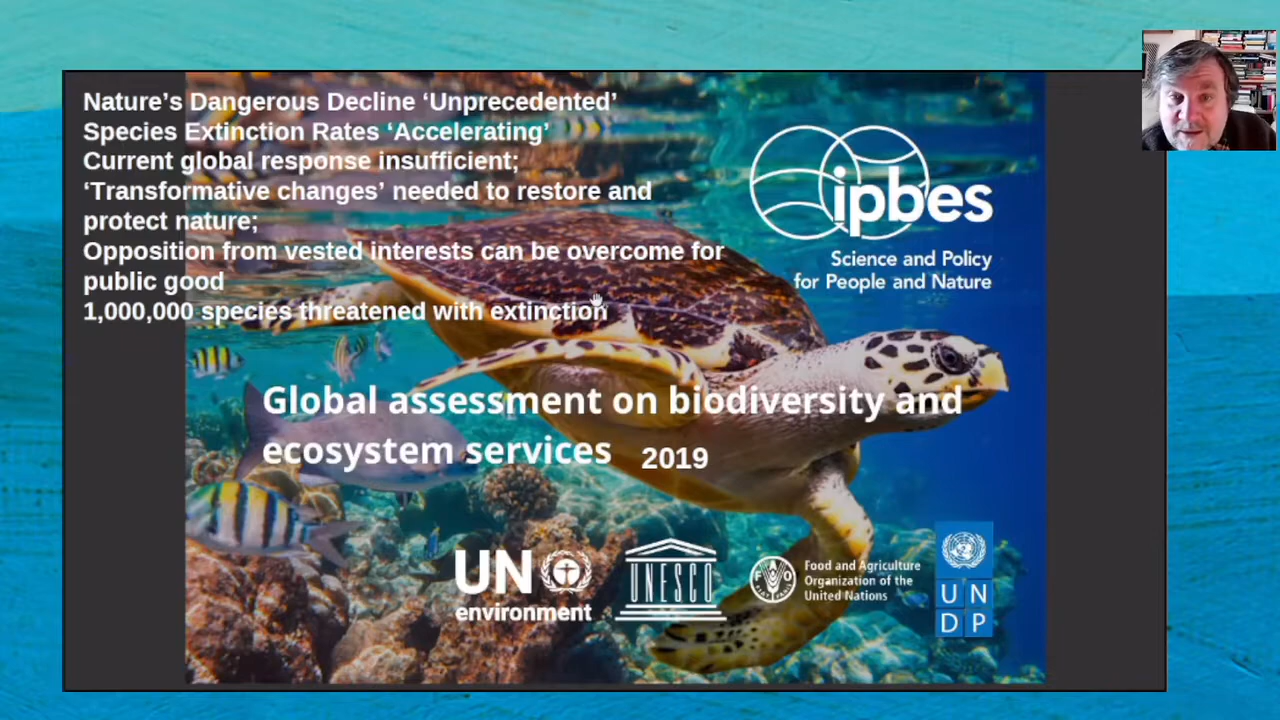 Nature’s Dangerous Decline ‘Unprecedented’
Species Extinction Rates ‘Accelerating’
Current global response insufficient;
‘Transformative changes’ needed to restore and
protect nature;
Opposition from vested interests can be overcome for
public good
1,000,000 species threatened with extinction
ipbes
Science and Policy
for People and Nature
Global assessment on biodiversity and
ecosystem services 2019
UN
environment
UNESCO
FAO
Food and Agriculture
Organization of the
United Nations
UN
DP